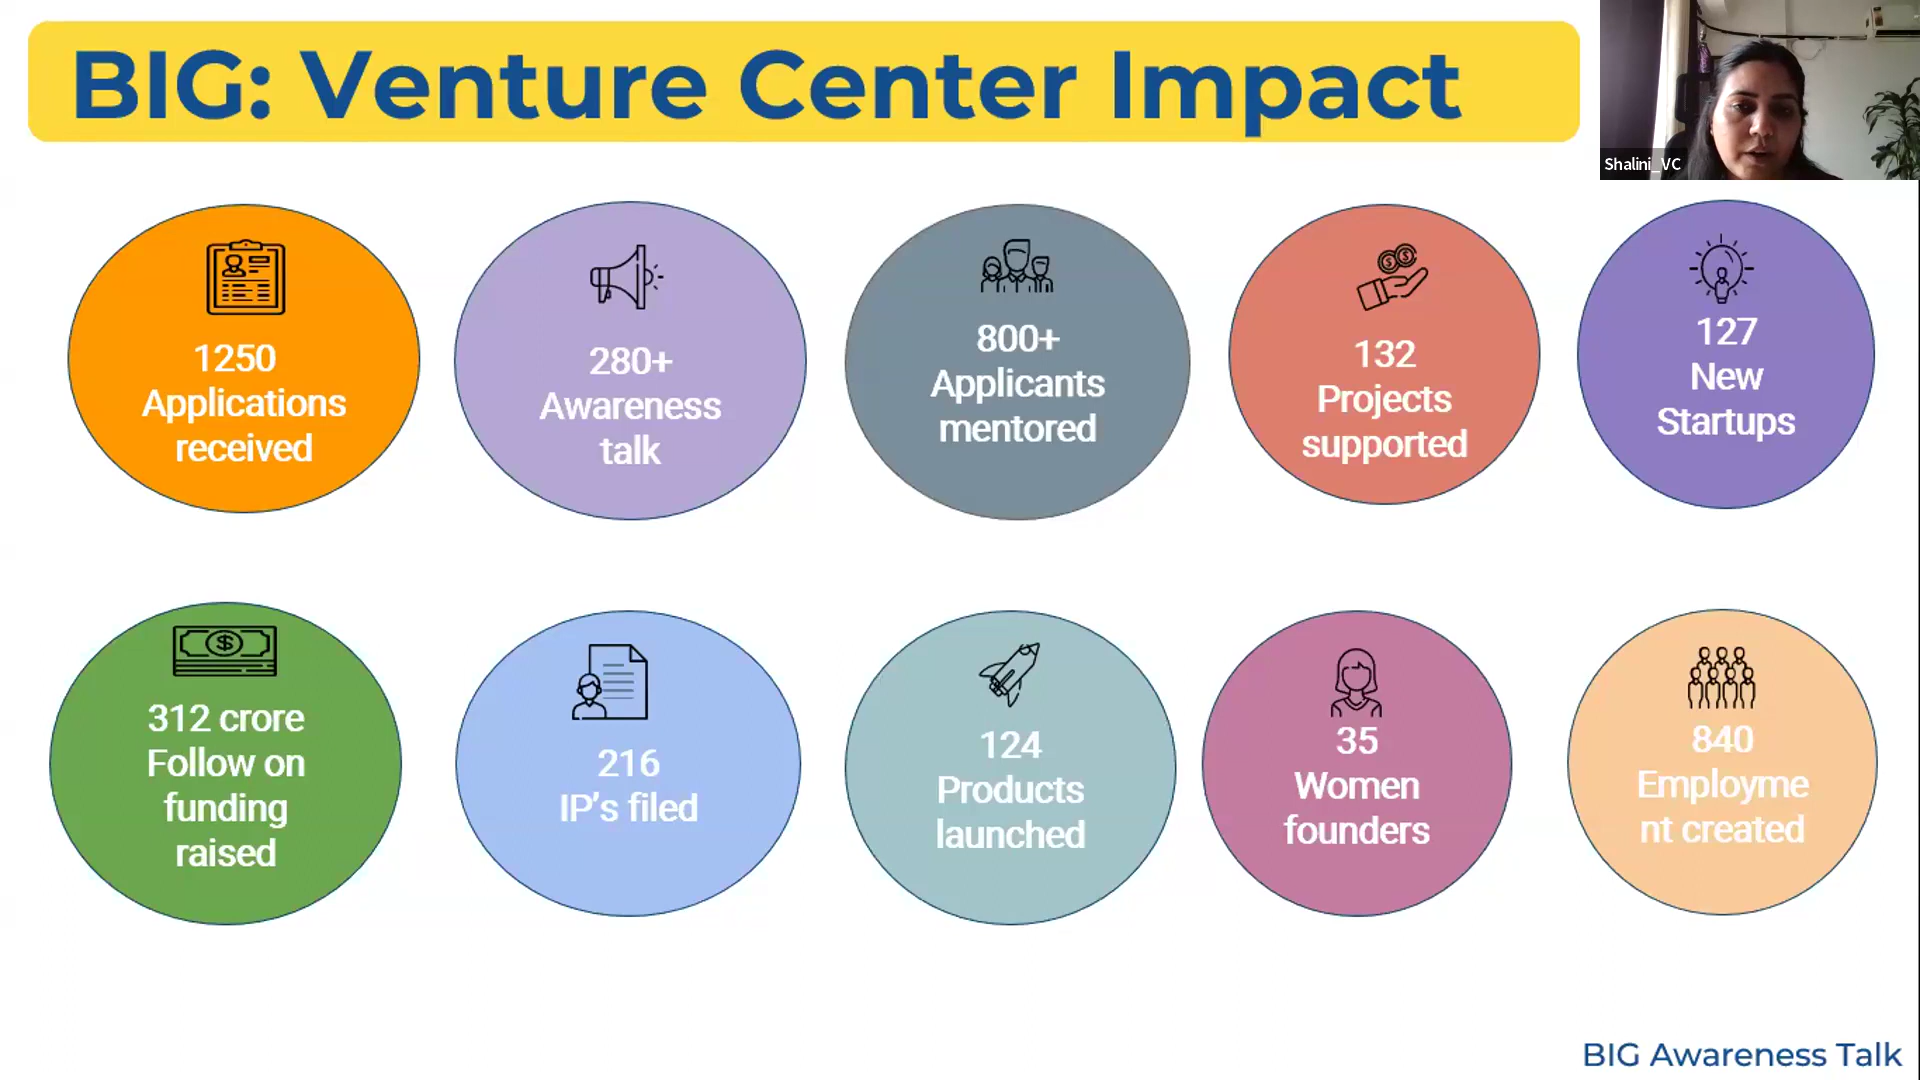 BIG: Venture Center Impact
Shalini_VC
1250
Applications
received
280+
Awareness
talk
800+
Applicants
mentored
132
Projects
supported
127
New
Startups
312 crore
Follow on
funding
raised
216
IP's filed
124
Products
launched
35
Women
founders
840
Employme
nt created
BIG Awareness Talk